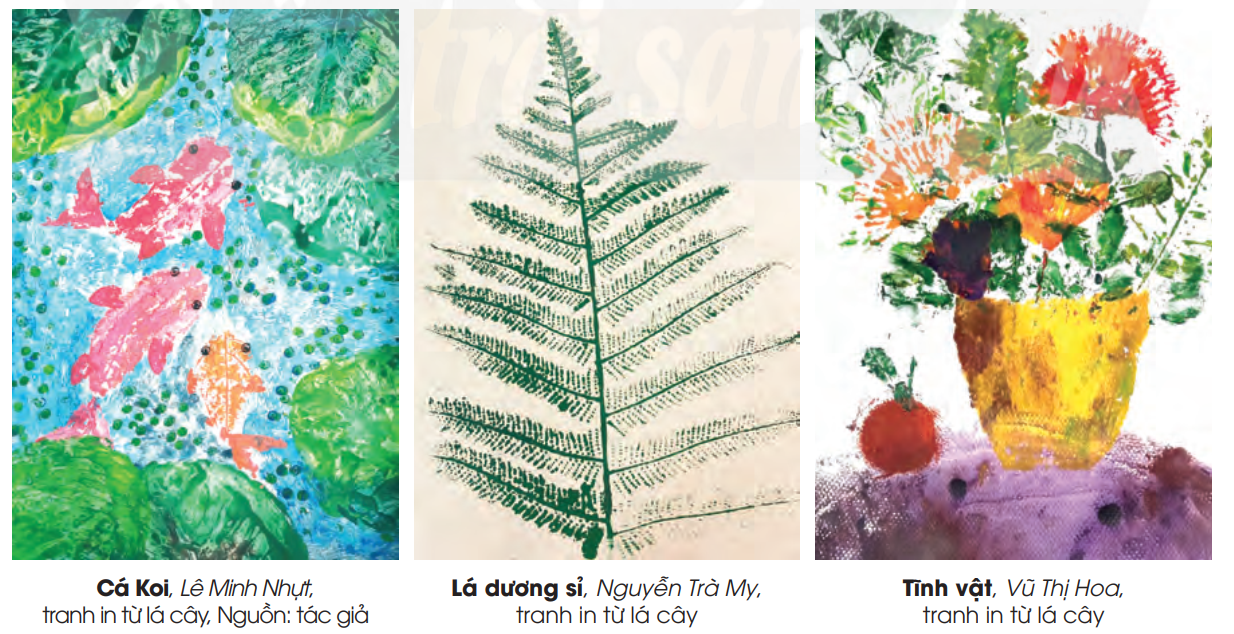 Cá Koi, Lê Minh Nhựt,
tranh in từ lá cây, Nguồn: tác giả
Lá dương sỉ, Nguyễn Trà My,
tranh in từ lá cây
Tĩnh vật, Vũ Thị Hoa,
tranh in từ lá cây